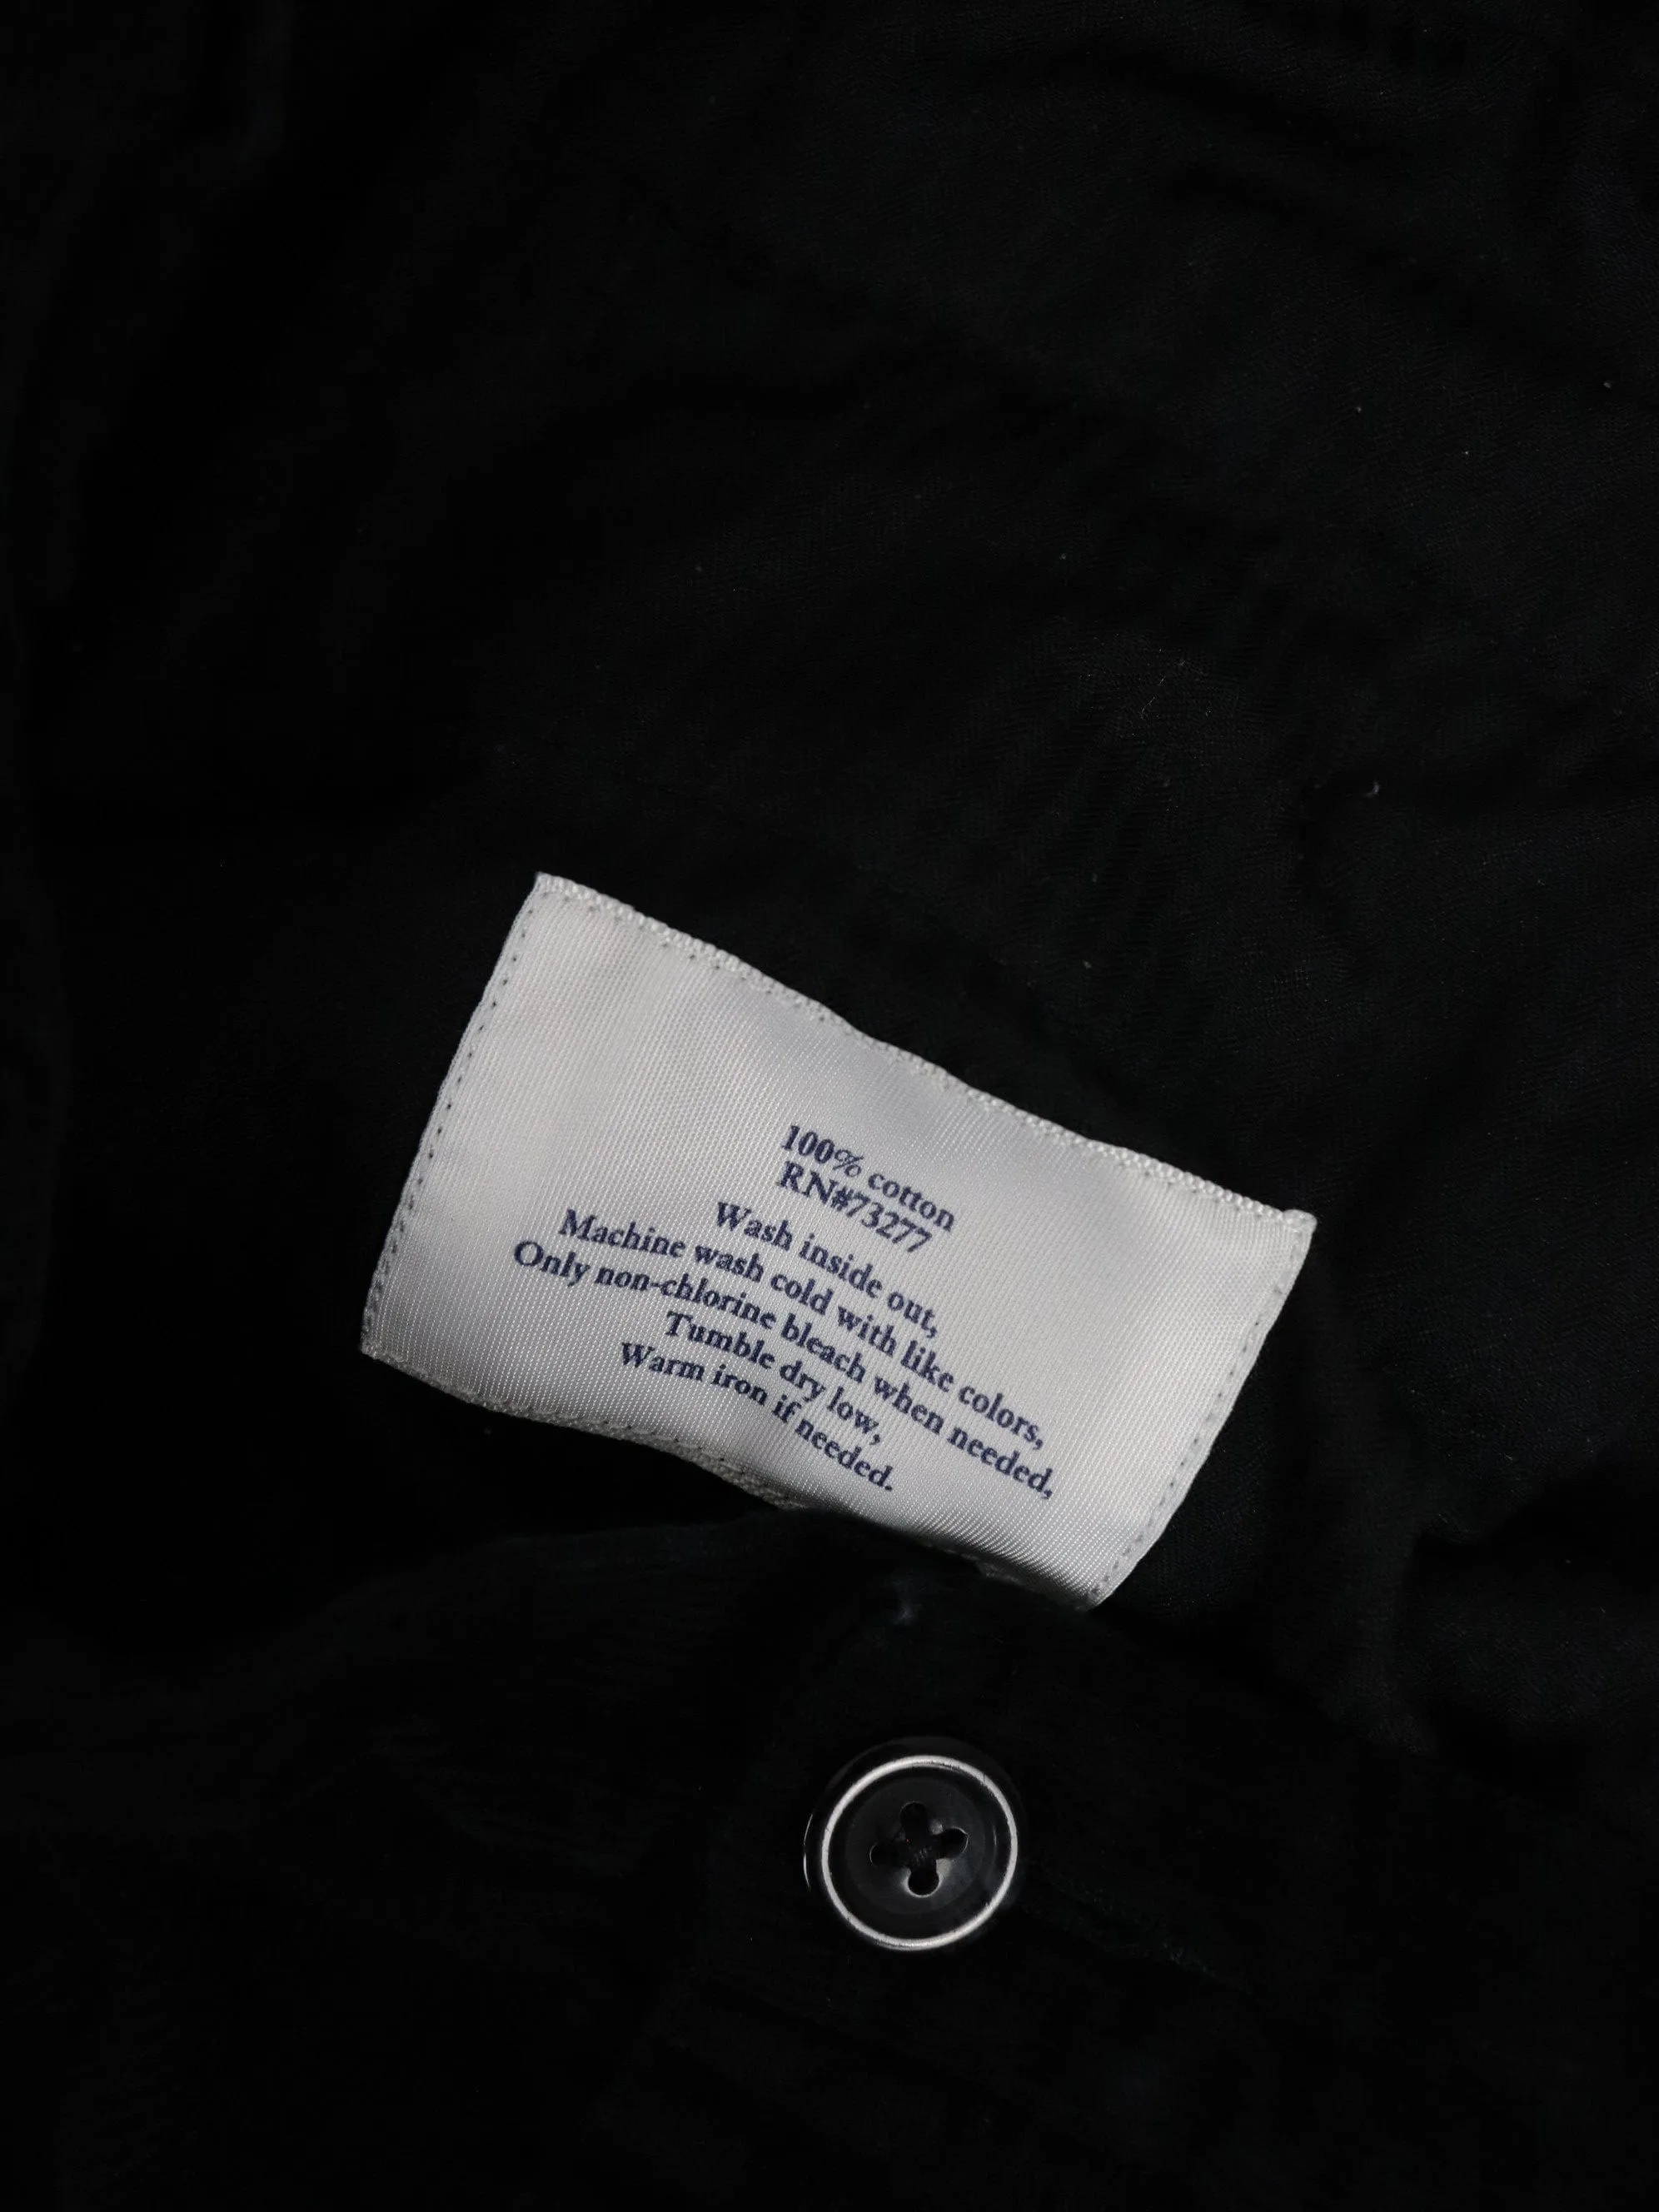 100% cotton
RN#73277
Wash inside out,
Machine wash cold with like colors,
Only non-chlorine bleach when needed,
Tumble dry low,
Warm iron if needed.